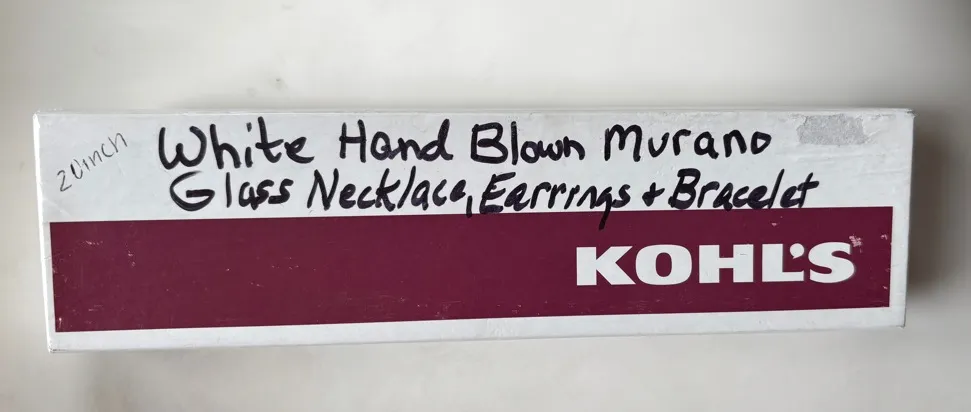 20inch
White Hand Blown Murano
Glass Necklace, Earrings + Bracelet
KOHL'S